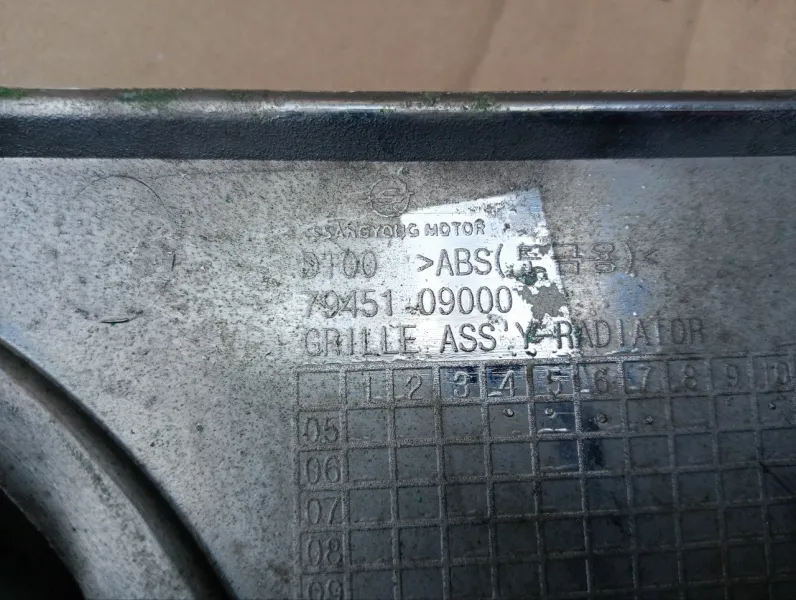 SSANGYONG MOTOR
D100 >ABS(도금용)<
79451-09000
GRILLE ASS'Y-RADIATOR
1 2 3 4 5 6 7 8 9 10
05
06
07
08
09